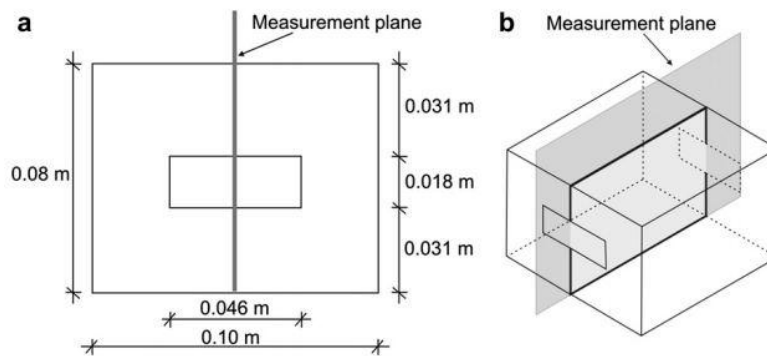 a
Measurement plane
0.08 m
0.031 m
0.018 m
0.031 m
0.046 m
0.10 m
b
Measurement plane